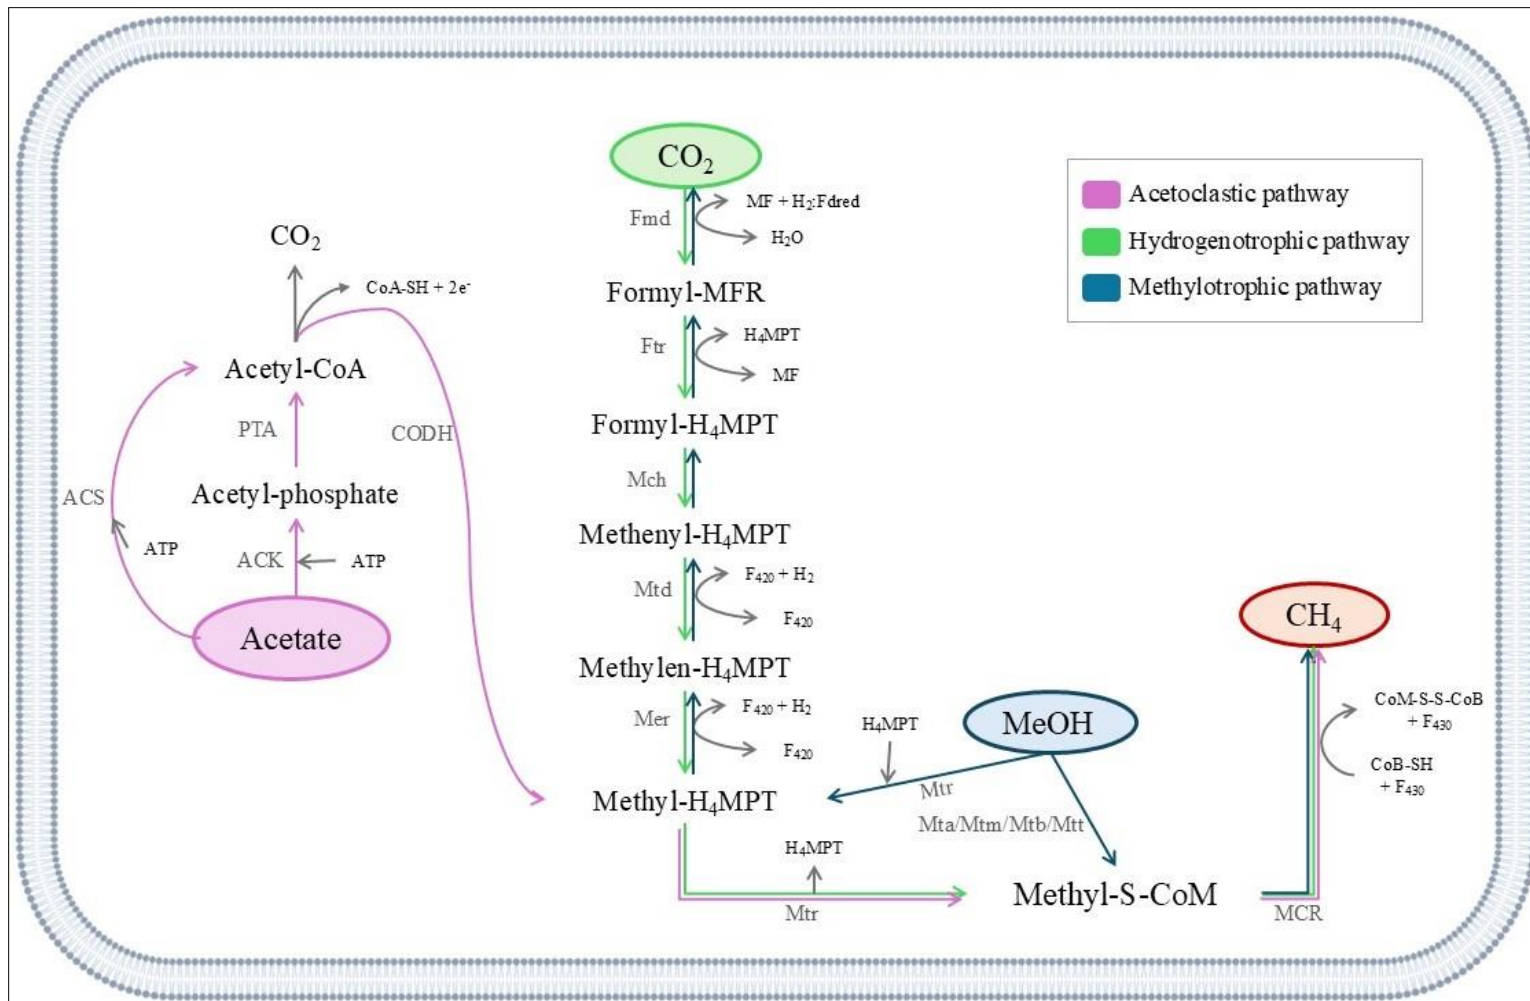 CO₂
Fmd
MF + H₂:Fdred
H₂O
Formyl-MFR
Ftr
H₄MPT
MF
Formyl-H₄MPT
Mch
Methenyl-H₄MPT
Mtd
F₄₂₀ + H₂
F₄₂₀
Methylen-H₄MPT
Mer
F₄₂₀ + H₂
F₄₂₀
Methyl-H₄MPT
H₄MPT
Mtr
CO₂
CoA-SH + 2e⁻
Acetyl-CoA
PTA
CODH
ACS
Acetyl-phosphate
ATP
ACK
ATP
Acetate
Acetoclastic pathway
Hydrogenotrophic pathway
Methylotrophic pathway
MeOH
H₄MPT
Mtr
Mta/Mtm/Mtb/Mtt
Methyl-S-CoM
MCR
CH₄
CoM-S-S-CoB
+ F₄₃₀
CoB-SH
+ F₄₃₀